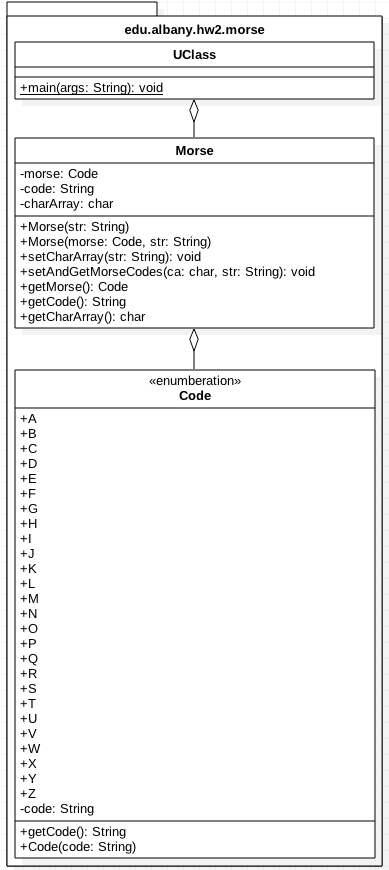 edu.albany.hw2.morse
UClass
+main(args: String): void
Morse
-morse: Code
-code: String
-charArray: char
+Morse(str: String)
+Morse(morse: Code, str: String)
+setCharArray(str: String): void
+setAndGetMorseCodes(ca: char, str: String): void
+getMorse(): Code
+getCode(): String
+getCharArray(): char
«enumberation»
Code
+A
+B
+C
+D
+E
+F
+G
+H
+I
+J
+K
+L
+M
+N
+O
+P
+Q
+R
+S
+T
+U
+V
+W
+X
+Y
+Z
-code: String
+getCode(): String
+Code(code: String)